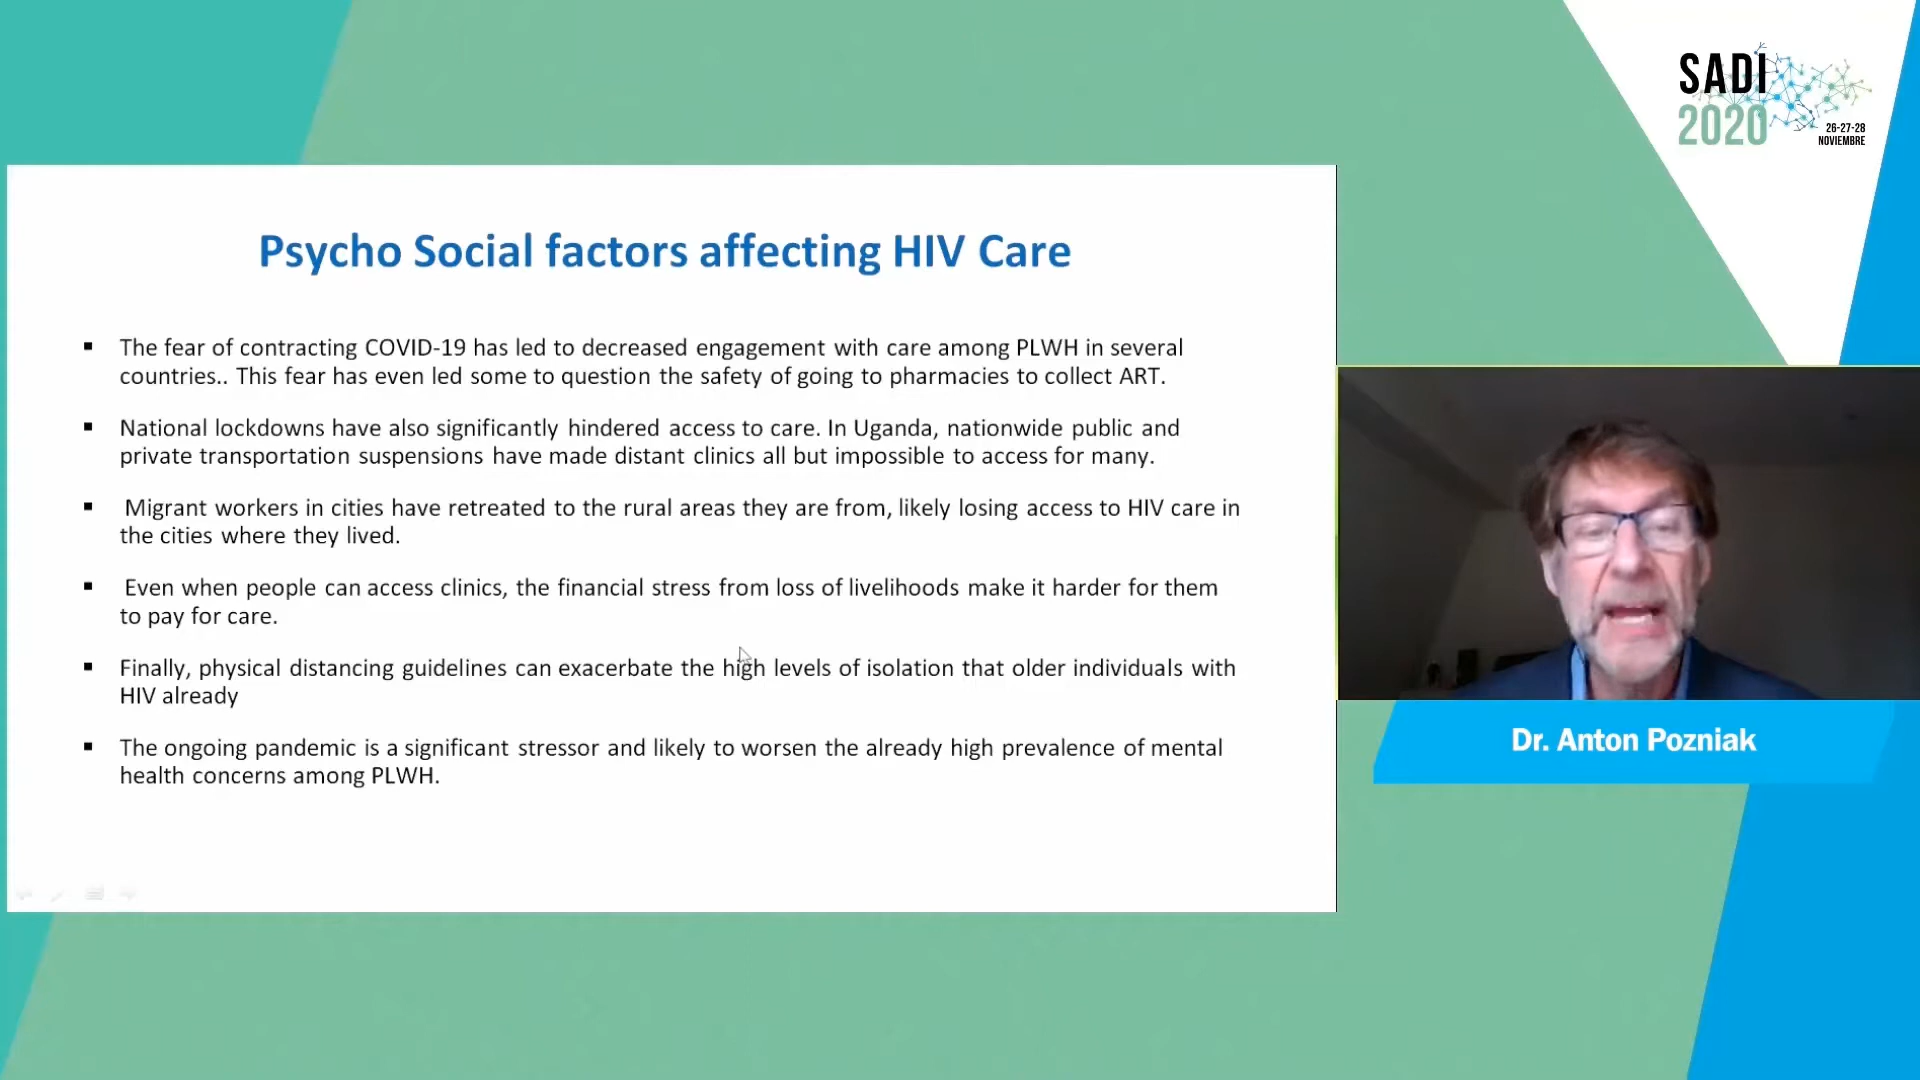 SADI
2020
26-27-28
NOVIEMBRE
Psycho Social factors affecting HIV Care
▪ The fear of contracting COVID-19 has led to decreased engagement with care among PLWH in several
countries.. This fear has even led some to question the safety of going to pharmacies to collect ART.
▪ National lockdowns have also significantly hindered access to care. In Uganda, nationwide public and
private transportation suspensions have made distant clinics all but impossible to access for many.
▪ Migrant workers in cities have retreated to the rural areas they are from, likely losing access to HIV care in
the cities where they lived.
▪ Even when people can access clinics, the financial stress from loss of livelihoods make it harder for them
to pay for care.
▪ Finally, physical distancing guidelines can exacerbate the high levels of isolation that older individuals with
HIV already
▪ The ongoing pandemic is a significant stressor and likely to worsen the already high prevalence of mental
health concerns among PLWH.
Dr. Anton Pozniak